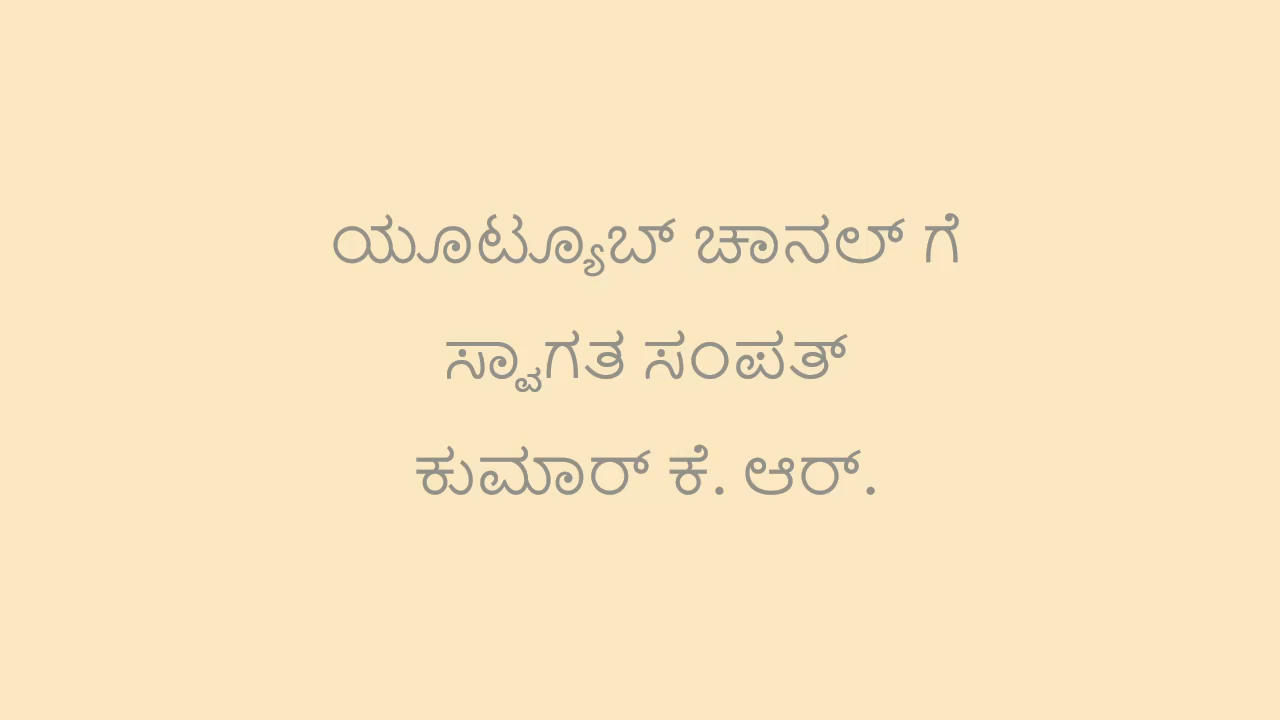 ಯೂಟ್ಯೂಬ್ ಚಾನಲ್ ಗೆ
ಸ್ವಾಗತ ಸಂಪತ್
ಕುಮಾರ್ ಕೆ. ಆರ್.